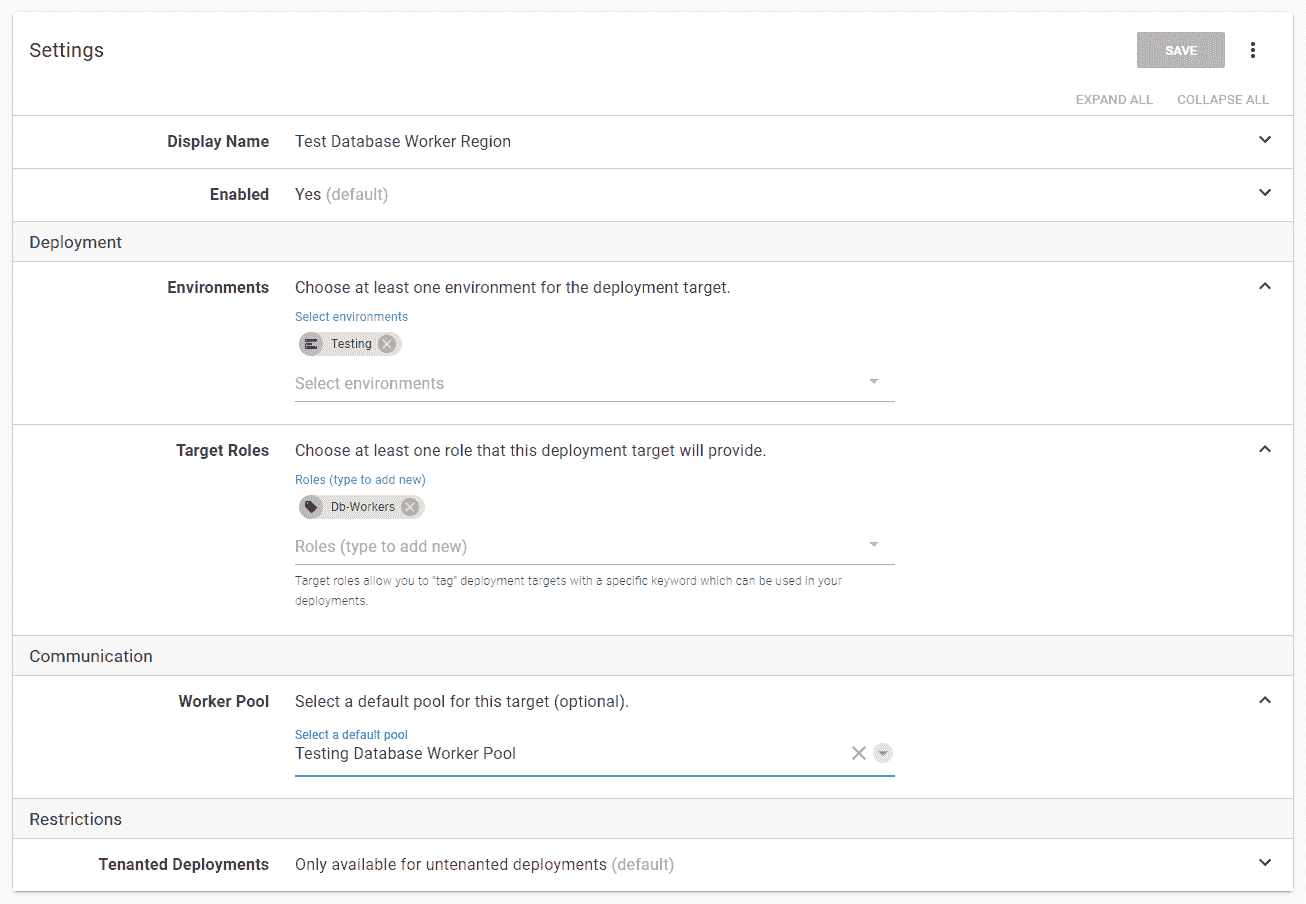 Settings
SAVE
EXPAND ALL COLLAPSE ALL
Display Name Test Database Worker Region
Enabled Yes (default)
Deployment
Environments Choose at least one environment for the deployment target.
Select environments
Testing
Select environments
Target Roles Choose at least one role that this deployment target will provide.
Roles (type to add new)
Db-Workers
Roles (type to add new)
Target roles allow you to "tag" deployment targets with a specific keyword which can be used in your
deployments.
Communication
Worker Pool Select a default pool for this target (optional).
Select a default pool
Testing Database Worker Pool
Restrictions
Tenanted Deployments Only available for untenanted deployments (default)